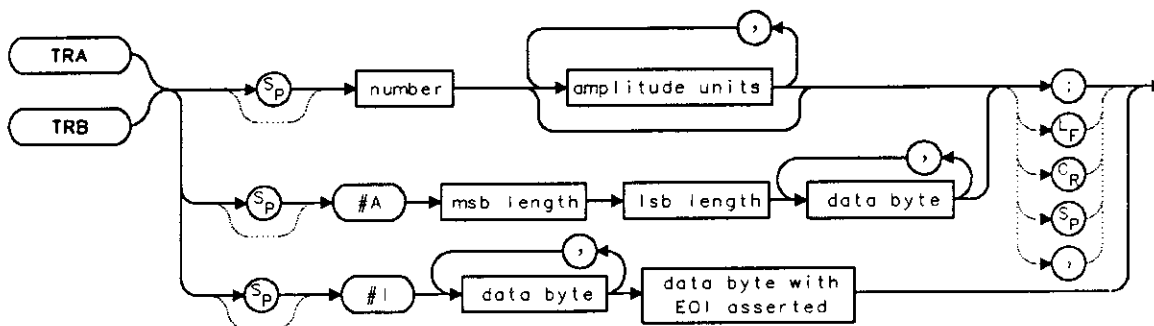 TRA
TRB
SP
number
,
amplitude units
;
LF
CR
SP
,
SP
#A
msb length
lsb length
,
data byte
SP
#I
,
data byte
data byte with
EOI asserted